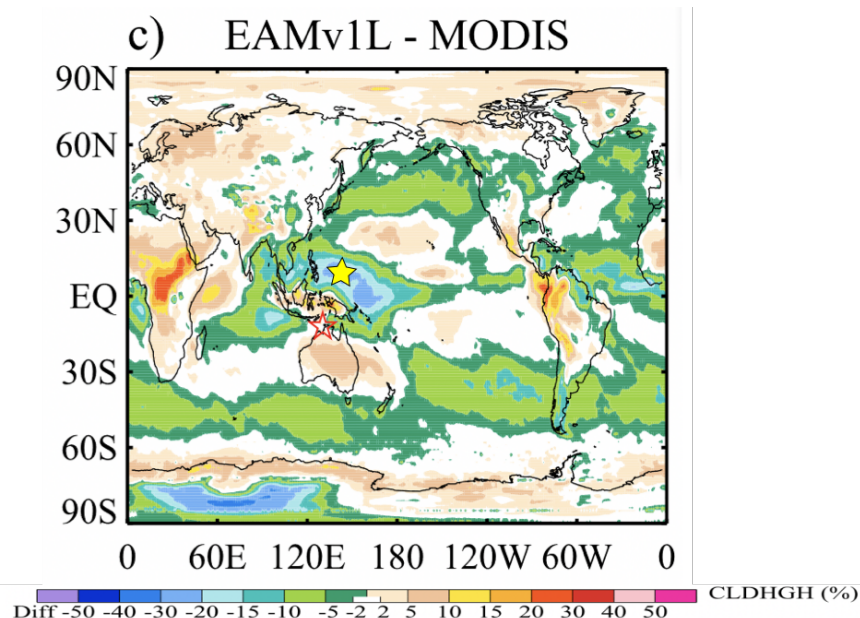 c) EAMv1L - MODIS
90N
60N
30N
EQ
30S
60S
90S
0 60E 120E 180 120W 60W 0
CLDHGH (%)
Diff -50 -40 -30 -20 -15 -10 -5 -2 2 5 10 15 20 30 40 50